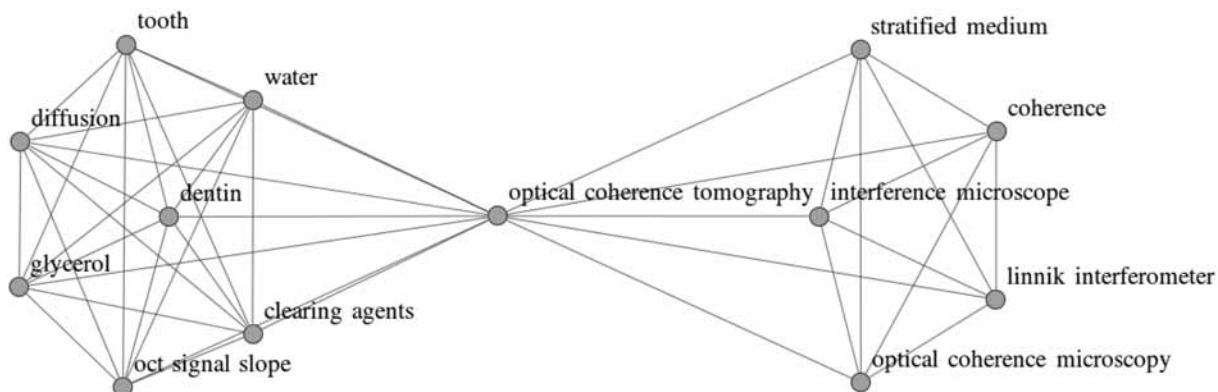 tooth
stratified medium
water
coherence
diffusion
dentin
optical coherence tomography
interference microscope
glycerol
linnik interferometer
clearing agents
oct signal slope
optical coherence microscopy